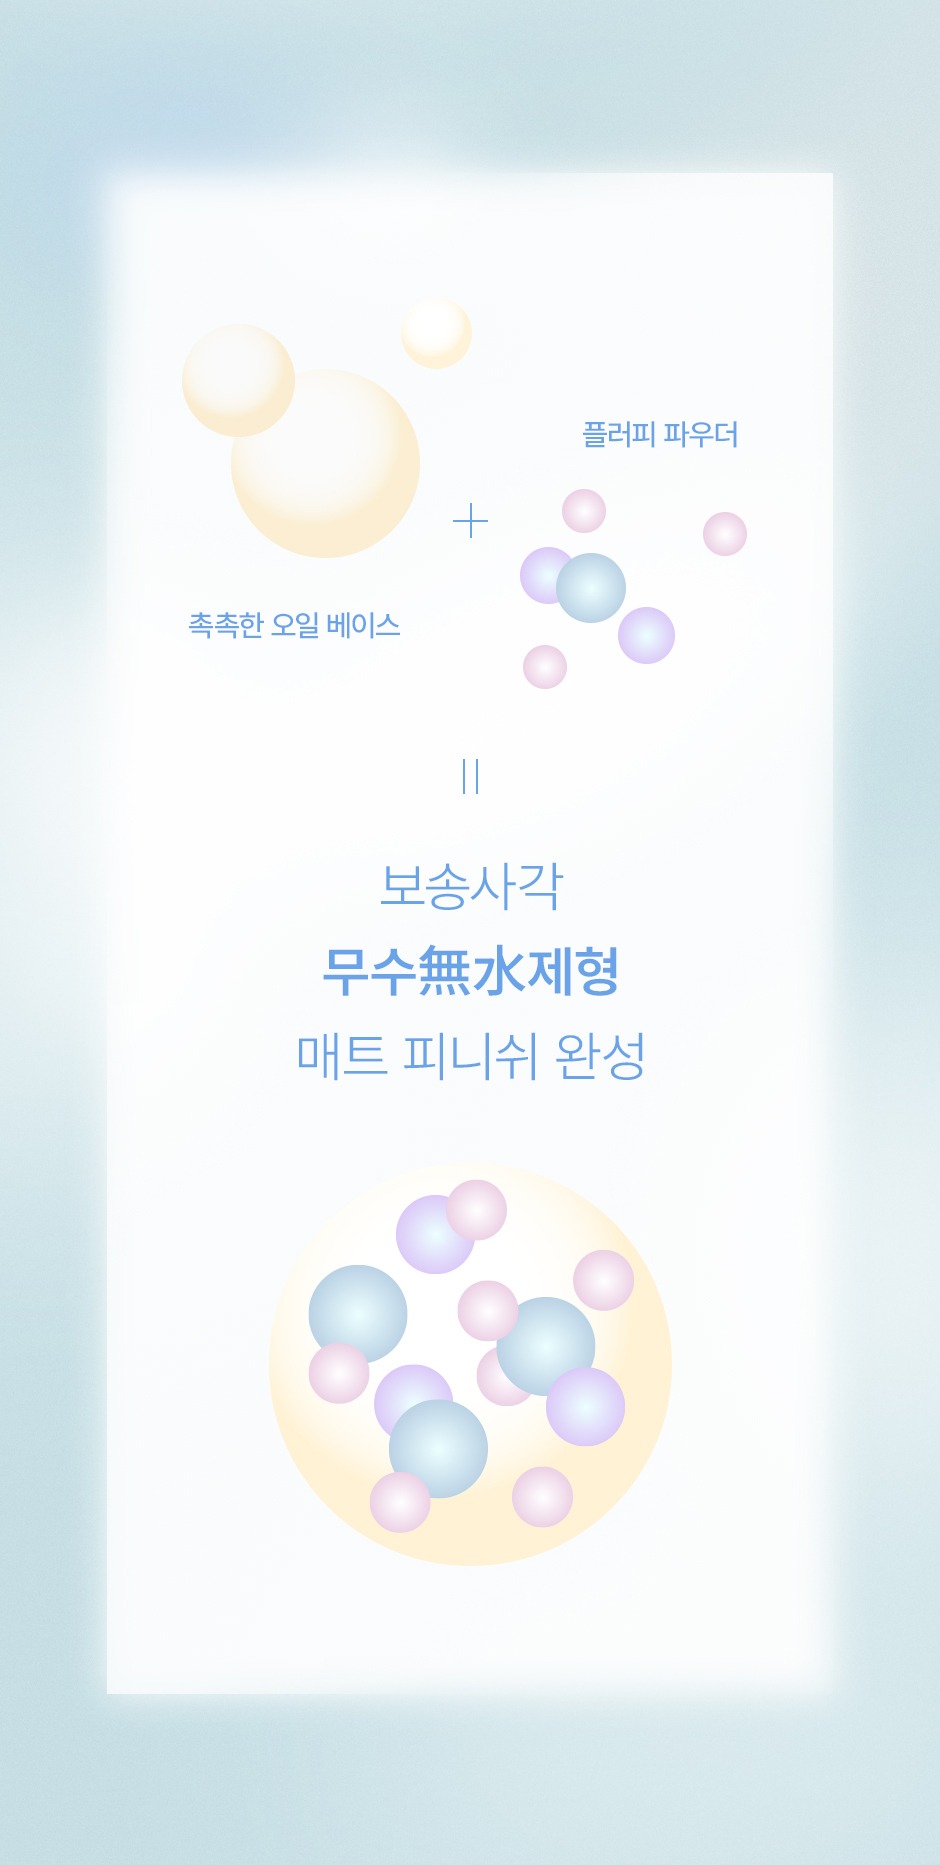 플러피 파우더
+
촉촉한 오일 베이스
보송사각
무수無水제형
매트 피니쉬 완성